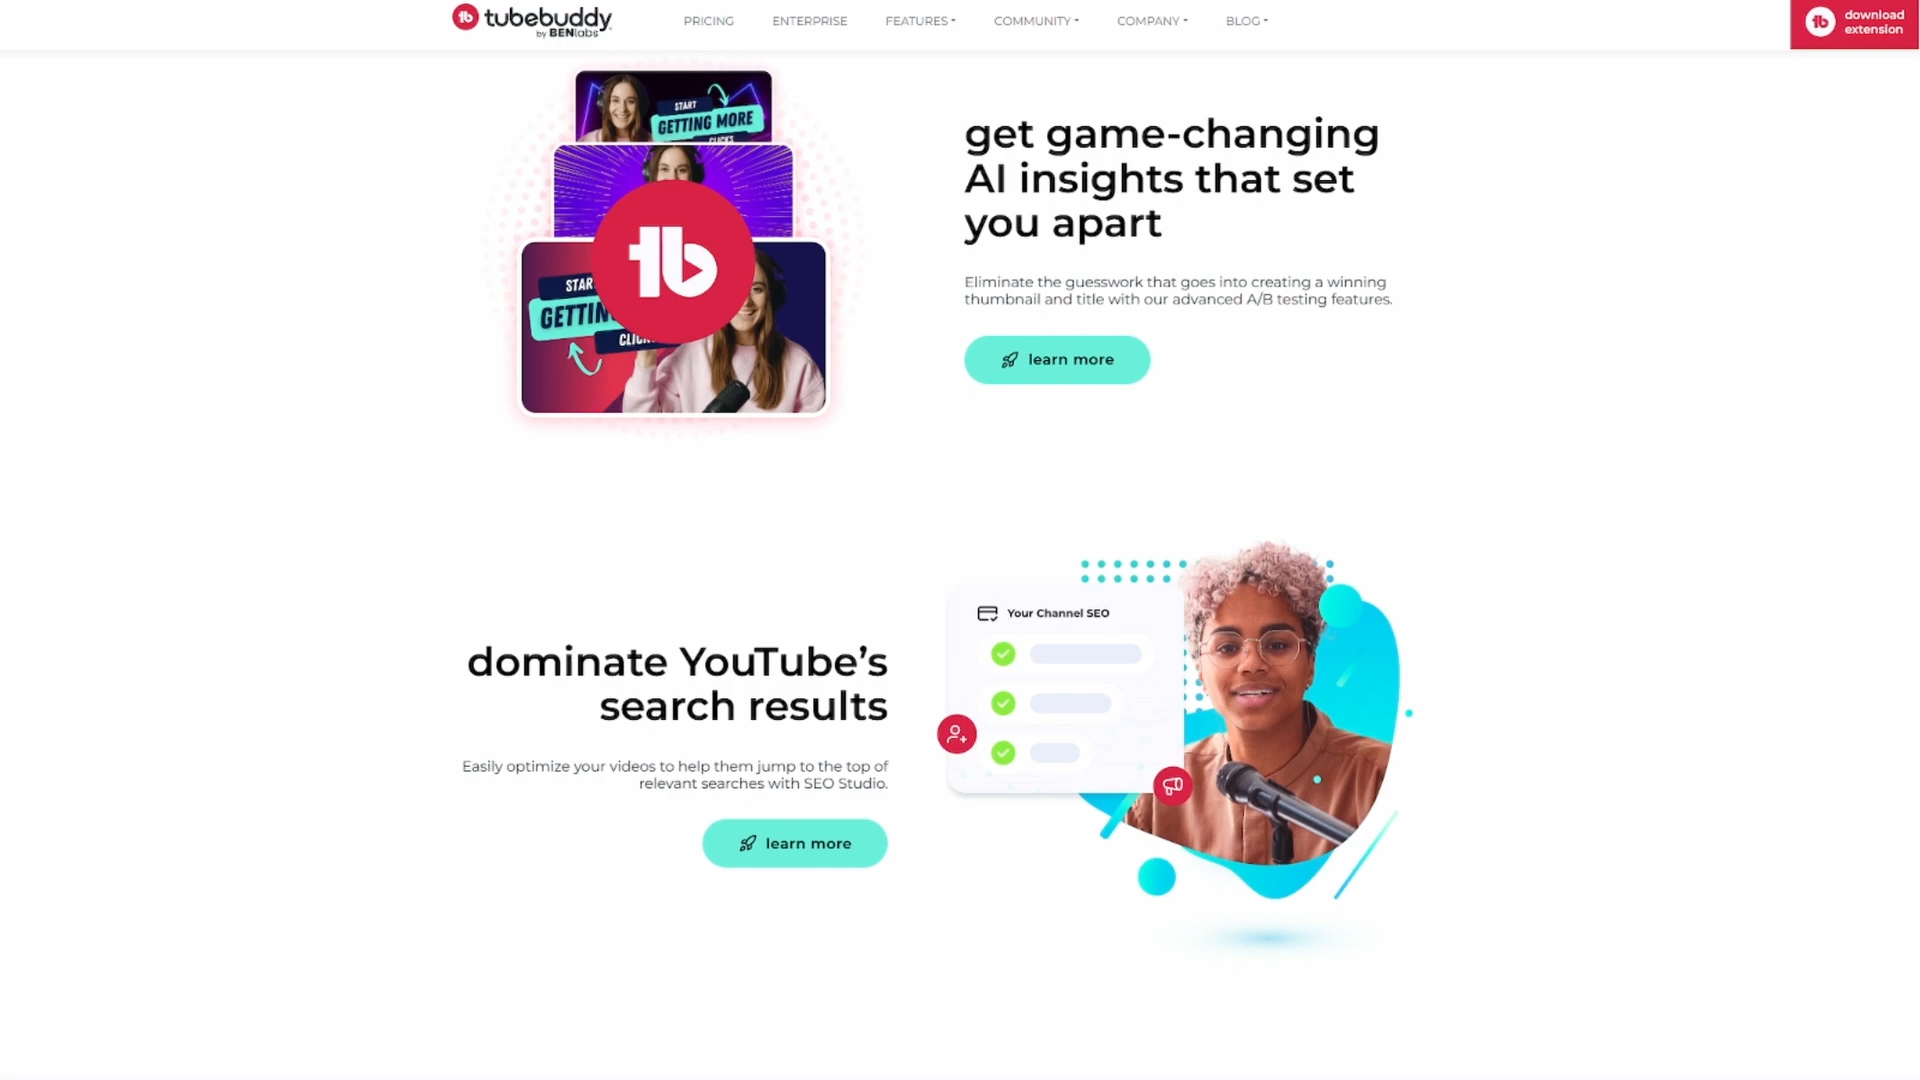 tubebuddy
by BENlabs
PRICING
ENTERPRISE
FEATURES
COMMUNITY
COMPANY
BLOG
download
extension
START
GETTING MORE
CLICKS
get game-changing
AI insights that set
you apart
Eliminate the guesswork that goes into creating a winning
thumbnail and title with our advanced A/B testing features.
learn more
tb
dominate YouTube’s
search results
Easily optimize your videos to help them jump to the top of
relevant searches with SEO Studio.
learn more
Your Channel SEO